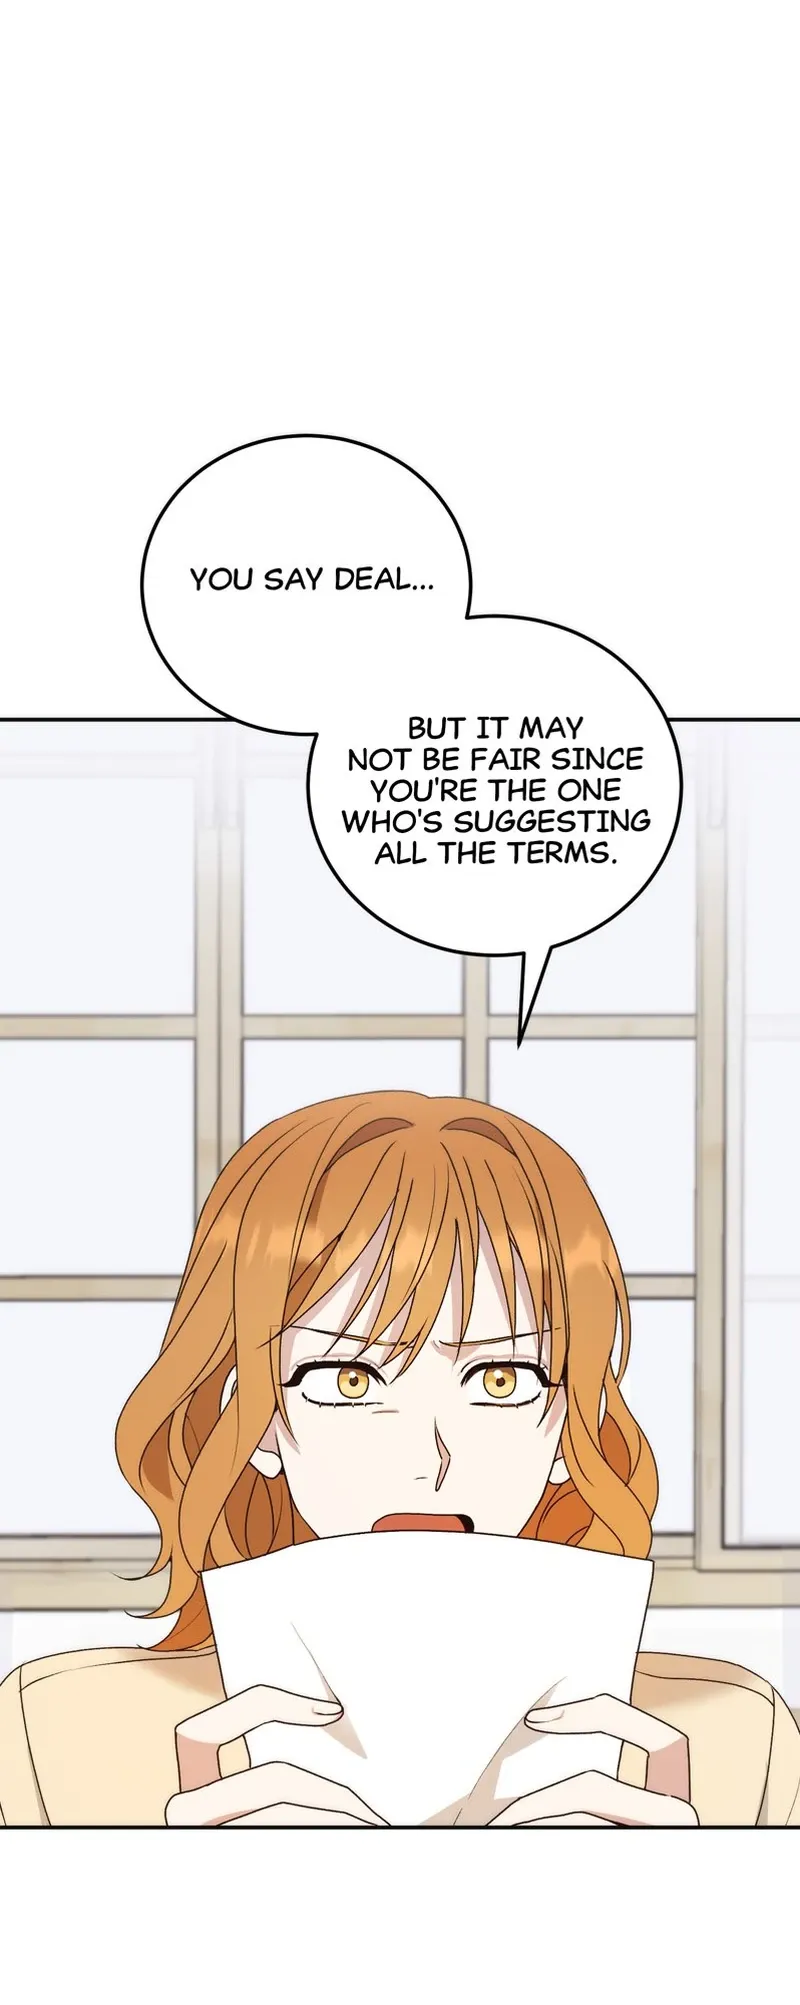 YOU SAY DEAL...
BUT IT MAY
NOT BE FAIR SINCE
YOU'RE THE ONE
WHO'S SUGGESTING
ALL THE TERMS.